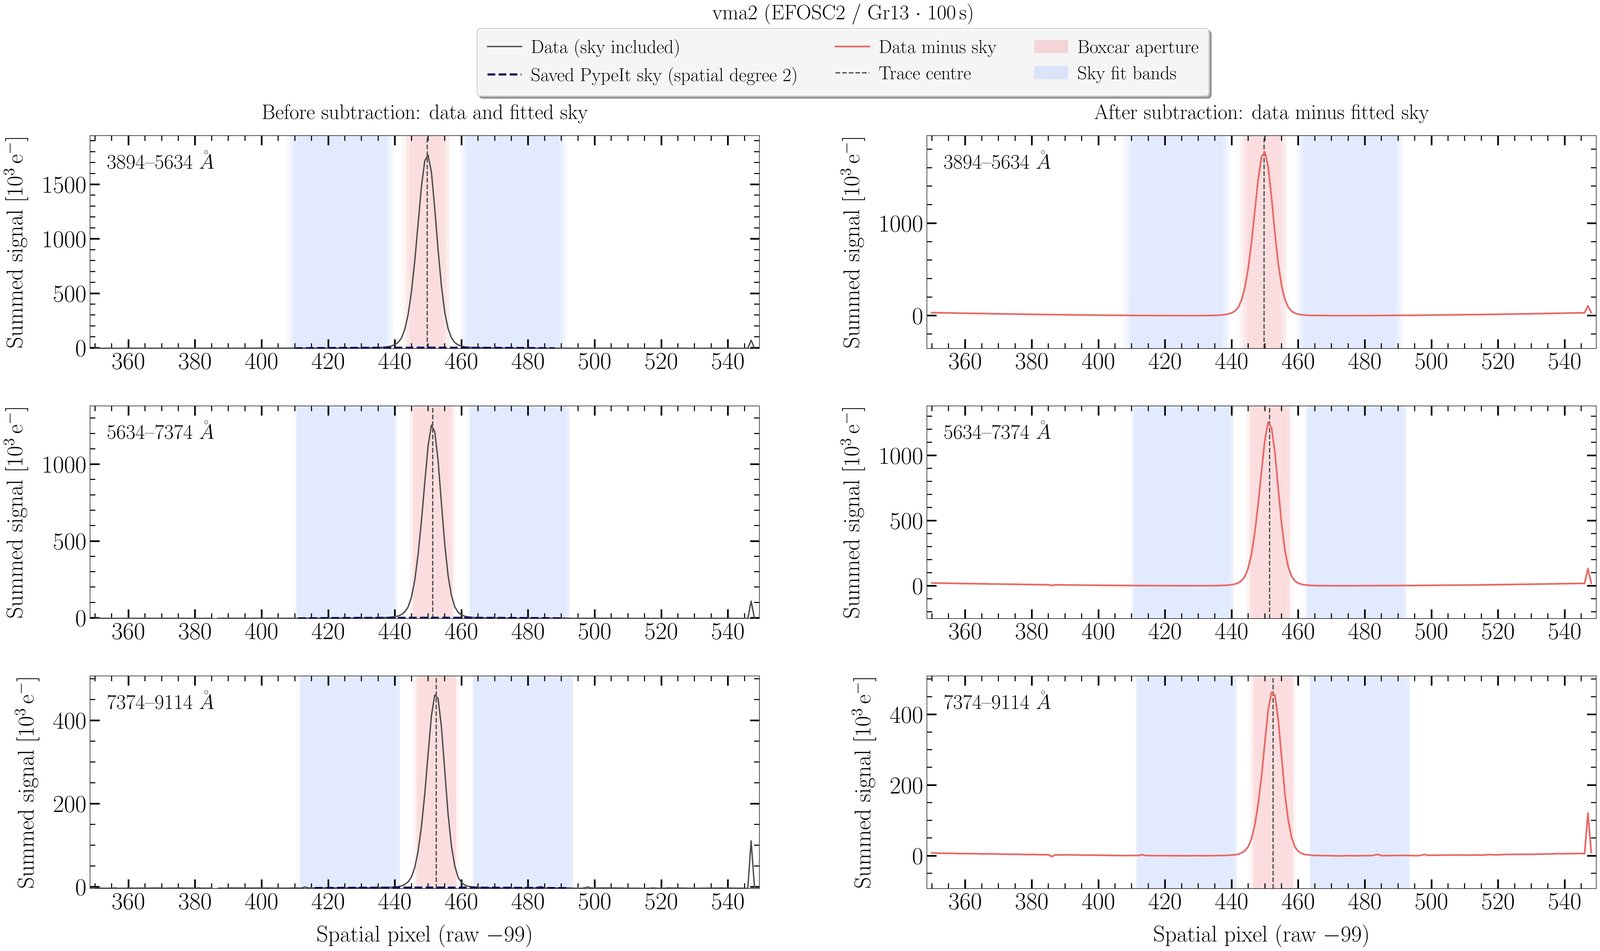 vma2 (EFOSC2 / Gr13 · 100 s)
Data (sky included)
Saved PypeIt sky (spatial degree 2)
Data minus sky
Trace centre
Boxcar aperture
Sky fit bands
Before subtraction: data and fitted sky
After subtraction: data minus fitted sky
Summed signal [10³ e⁻]
3894–5634 Å
1500
1000
500
0
360 380 400 420 440 460 480 500 520 540
Summed signal [10³ e⁻]
3894–5634 Å
1000
0
360 380 400 420 440 460 480 500 520 540
Summed signal [10³ e⁻]
5634–7374 Å
1000
500
0
360 380 400 420 440 460 480 500 520 540
Summed signal [10³ e⁻]
5634–7374 Å
1000
500
0
360 380 400 420 440 460 480 500 520 540
Summed signal [10³ e⁻]
7374–9114 Å
400
200
0
360 380 400 420 440 460 480 500 520 540
Spatial pixel (raw −99)
Summed signal [10³ e⁻]
7374–9114 Å
400
200
0
360 380 400 420 440 460 480 500 520 540
Spatial pixel (raw −99)